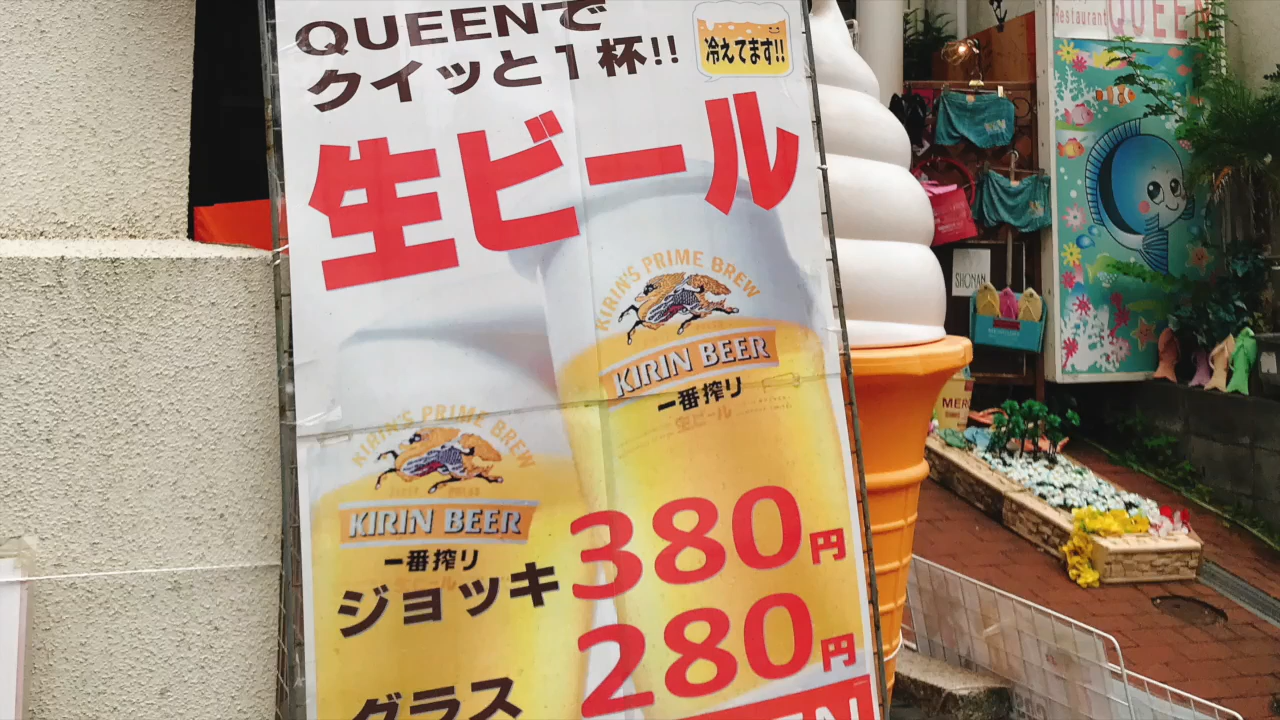 QUEENで
クイッと1杯!!
冷えてます!!
生ビール
KIRIN'S PRIME BREW
KIRIN BEER
一番搾り
生ビール
KIRIN'S PRIME BREW
KIRIN BEER
一番搾り
ジョッキ 380円
グラス 280円
Restaurant QUEEN
SHONAN